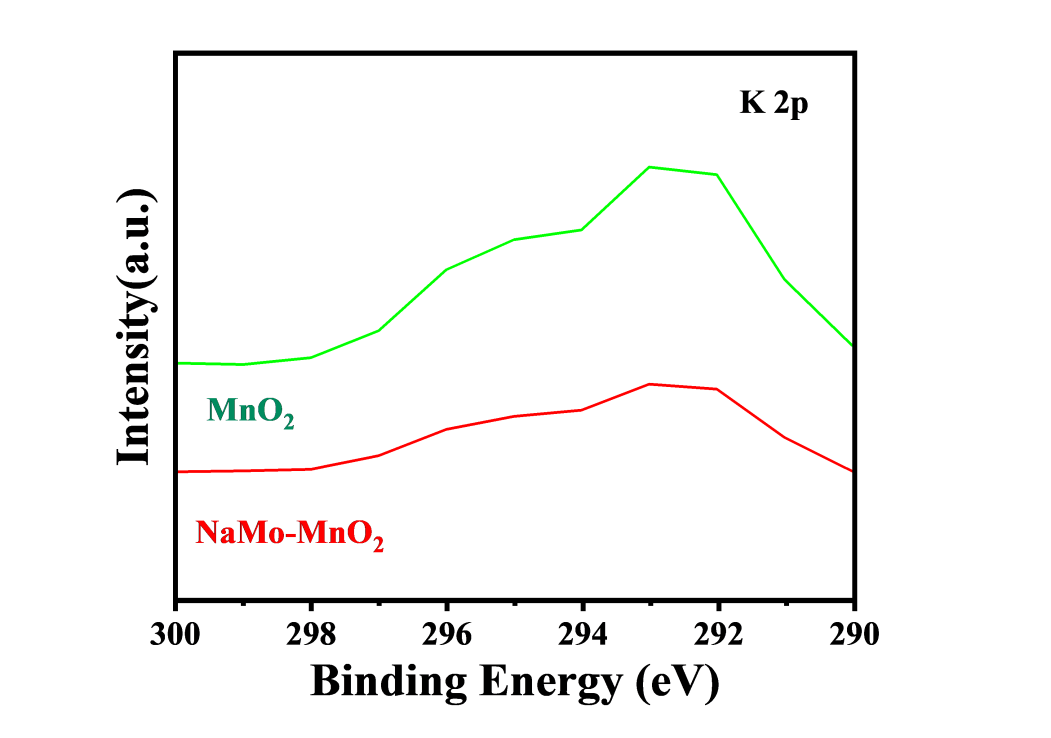 K 2p
Intensity(a.u.)
MnO₂
NaMo-MnO₂
300 298 296 294 292 290
Binding Energy (eV)